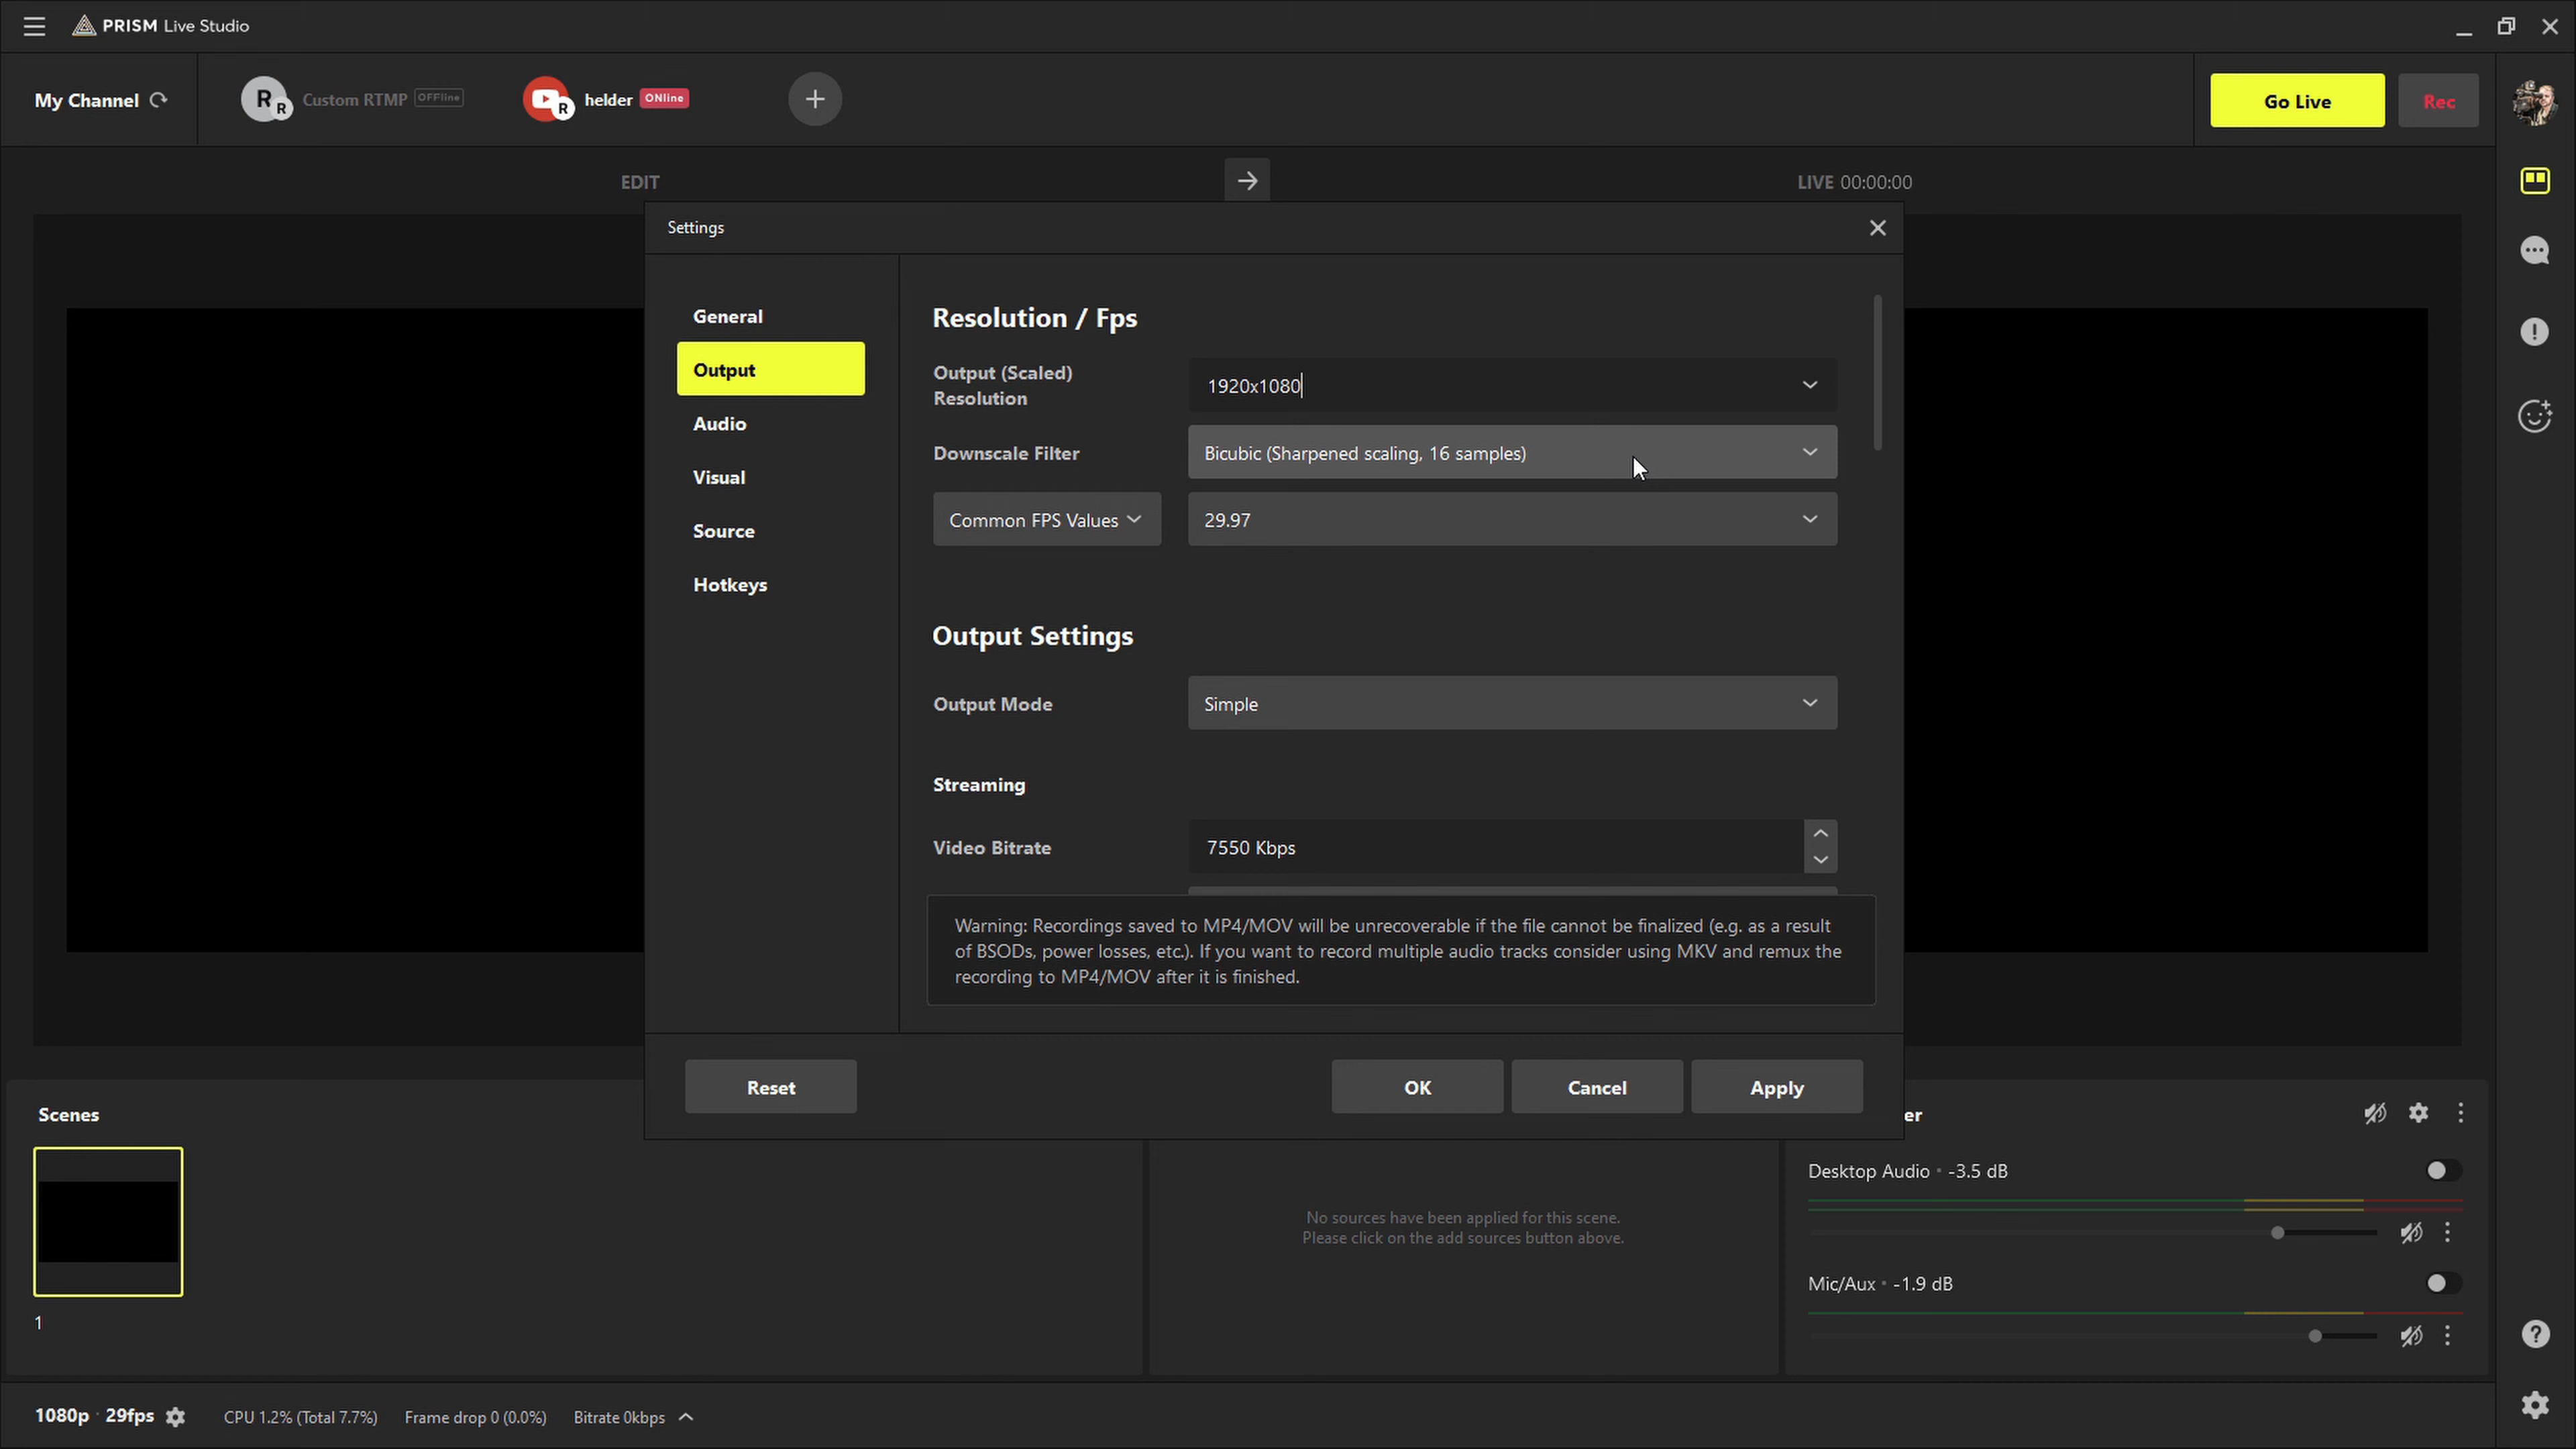 PRISM Live Studio
My Channel
R R Custom RTMP OFFline
R helder ONline
Go Live
Rec
EDIT
LIVE 00:00:00
Settings
General
Output
Audio
Visual
Source
Hotkeys
Resolution / Fps
Output (Scaled)
Resolution
1920x1080
Downscale Filter
Bicubic (Sharpened scaling, 16 samples)
Common FPS Values
29.97
Output Settings
Output Mode
Simple
Streaming
Video Bitrate
7550 Kbps
Warning: Recordings saved to MP4/MOV will be unrecoverable if the file cannot be finalized (e.g. as a result
of BSODs, power losses, etc.). If you want to record multiple audio tracks consider using MKV and remux the
recording to MP4/MOV after it is finished.
Reset
OK
Cancel
Apply
Scenes
1
No sources have been applied for this scene.
Please click on the add sources button above.
er
Desktop Audio • -3.5 dB
Mic/Aux • -1.9 dB
1080p · 29fps
CPU 1.2% (Total 7.7%)
Frame drop 0 (0.0%)
Bitrate 0kbps